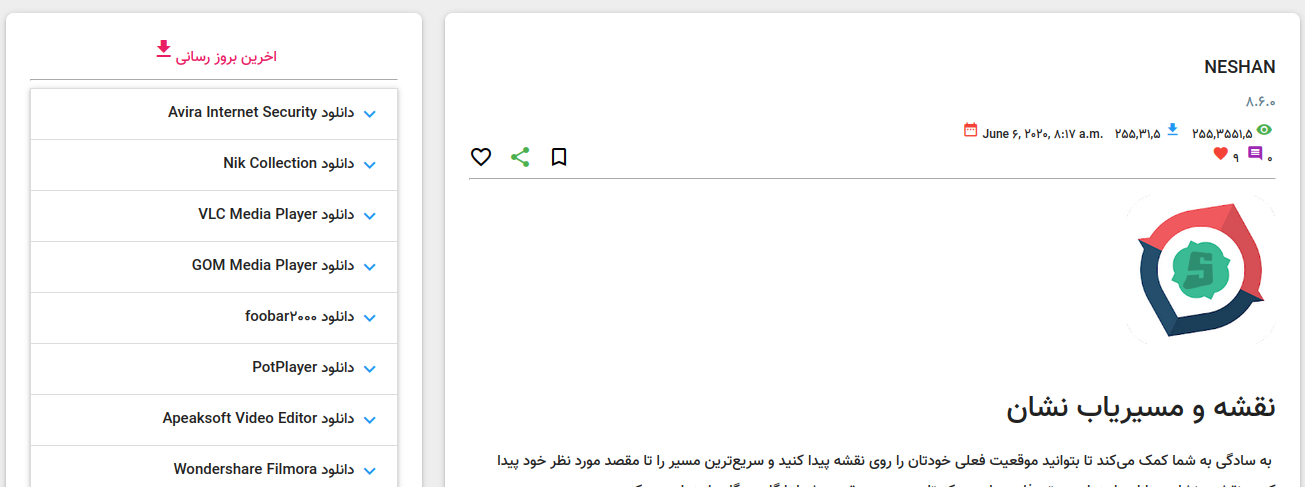 NESHAN
۸.۶.۰
۲۵۵,۳۵۵۱,۵ ۲۵۵,۳۱,۵ June ۶, ۲۰۲۰, ۸:۱۷ a.m.
۰ ۹
نقشه و مسیریاب نشان
به سادگی به شما کمک می‌کند تا بتوانید موقعیت فعلی خودتان را روی نقشه پیدا کنید و سریع‌ترین مسیر را تا مقصد مورد نظر خود پیدا
اخرین بروز رسانی
دانلود Avira Internet Security
دانلود Nik Collection
دانلود VLC Media Player
دانلود GOM Media Player
دانلود foobar۲۰۰۰
دانلود PotPlayer
دانلود Apeaksoft Video Editor
دانلود Wondershare Filmora